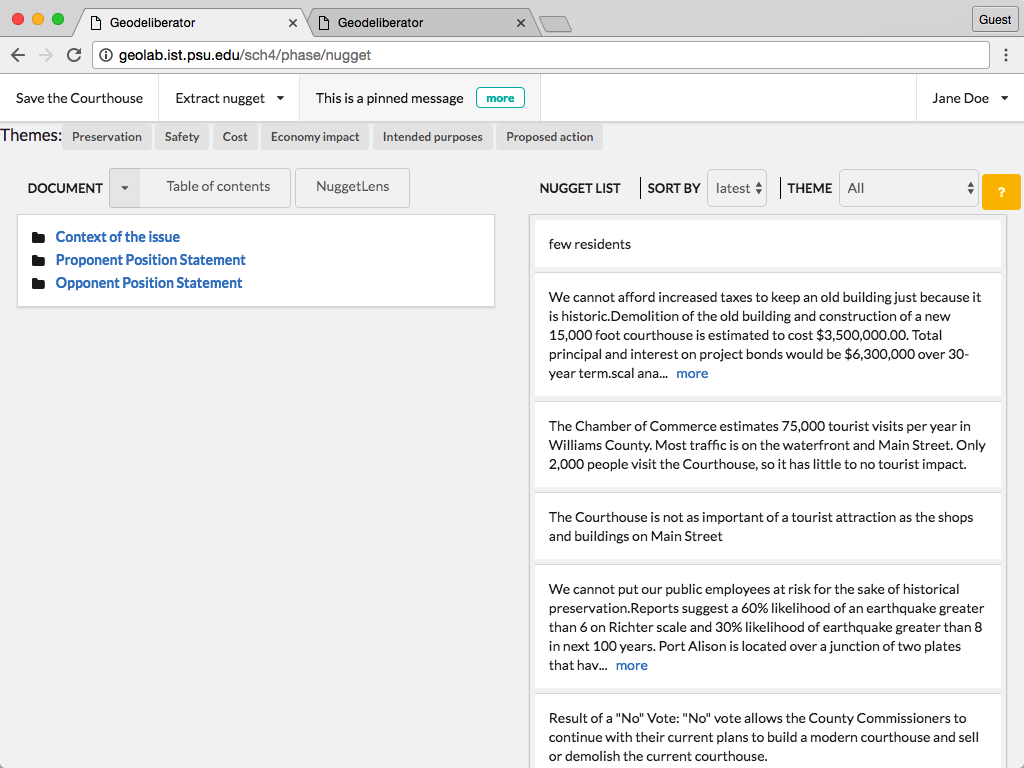 Geodeliberator
Geodeliberator
Guest
geolab.ist.psu.edu/sch4/phase/nugget
Save the Courthouse
Extract nugget
This is a pinned message
more
Jane Doe
Themes:
Preservation
Safety
Cost
Economy impact
Intended purposes
Proposed action
DOCUMENT
Table of contents
NuggetLens
Context of the issue
Proponent Position Statement
Opponent Position Statement
NUGGET LIST
SORT BY
latest
THEME
All
?
few residents
We cannot afford increased taxes to keep an old building just because it
is historic.Demolition of the old building and construction of a new
15,000 foot courthouse is estimated to cost $3,500,000.00. Total
principal and interest on project bonds would be $6,300,000 over 30-
year term.scal ana... more
The Chamber of Commerce estimates 75,000 tourist visits per year in
Williams County. Most traffic is on the waterfront and Main Street. Only
2,000 people visit the Courthouse, so it has little to no tourist impact.
The Courthouse is not as important of a tourist attraction as the shops
and buildings on Main Street
We cannot put our public employees at risk for the sake of historical
preservation.Reports suggest a 60% likelihood of an earthquake greater
than 6 on Richter scale and 30% likelihood of earthquake greater than 8
in next 100 years. Port Alison is located over a junction of two plates
that hav... more
Result of a "No" Vote: "No" vote allows the County Commissioners to
continue with their current plans to build a modern courthouse and sell
or demolish the current courthouse.